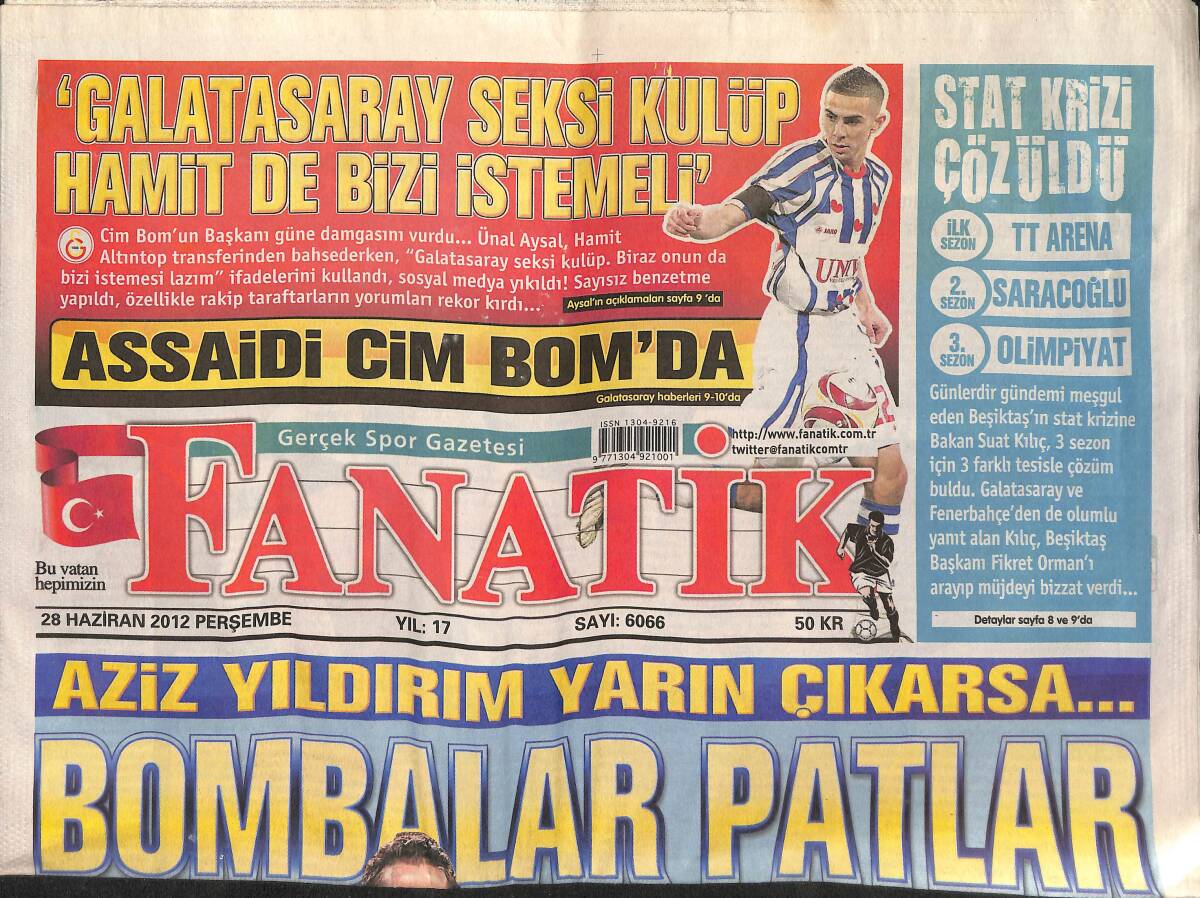 'GALATASARAY SEKSİ KULÜP
HAMİT DE BİZİ İSTEMELİ'
Cim Bom'un Başkanı güne damgasını vurdu... Ünal Aysal, Hamit
Altıntop transferinden bahsederken, "Galatasaray seksi kulüp. Biraz onun da
bizi istemesi lazım" ifadelerini kullandı, sosyal medya yıkıldı! Sayısız benzetme
yapıldı, özellikle rakip taraftarların yorumları rekor kırdı...
Aysal'ın açıklamaları sayfa 9 'da
ASSAİDİ CİM BOM'DA
Galatasaray haberleri 9-10'da
JAKO
STAT KRİZİ
ÇÖZÜLDÜ
İLK
SEZON
TT ARENA
2.
SEZON
SARACOĞLU
3.
SEZON
OLİMPİYAT
Günlerdir gündemi meşgul
eden Beşiktaş'ın stat krizine
Bakan Suat Kılıç, 3 sezon
için 3 farklı tesisle çözüm
buldu. Galatasaray ve
Fenerbahçe'den de olumlu
yanıt alan Kılıç, Beşiktaş
Başkanı Fikret Orman'ı
arayıp müjdeyi bizzat verdi...
Detaylar sayfa 8 ve 9'da
Gerçek Spor Gazetesi
ISSN 1304-9216
9 771304 921001
http://www.fanatik.com.tr
twitter@fanatikcomtr
FANATİK
Bu vatan
hepimizin
28 HAZİRAN 2012 PERŞEMBE
YIL: 17
SAYI: 6066
50 KR
AZİZ YILDIRIM YARIN ÇIKARSA...
BOMBALAR PATLAR